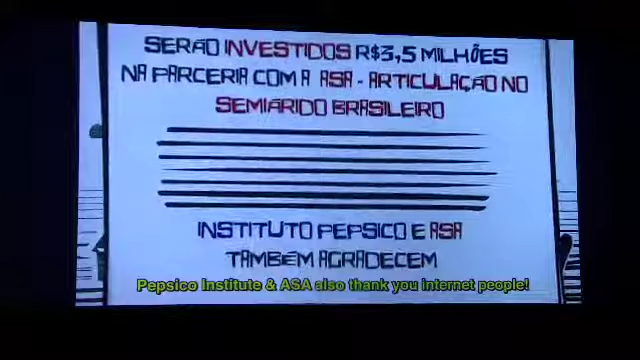 SERÃO INVESTIDOS R$3,5 MILHÕES
NA PARCERIA COM A ASA - ARTICULAÇÃO NO
SEMIÁRIDO BRASILEIRO
INSTITUTO PEPSICO E ASA
TAMBÉM AGRADECEM
Pepsico Institute & ASA also thank you internet people!